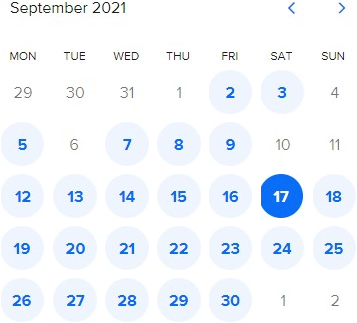 September 2021
MON TUE WED THU FRI SAT SUN
29 30 31 1 2 3 4
5 6 7 8 9 10 11
12 13 14 15 16 17 18
19 20 21 22 23 24 25
26 27 28 29 30 1 2